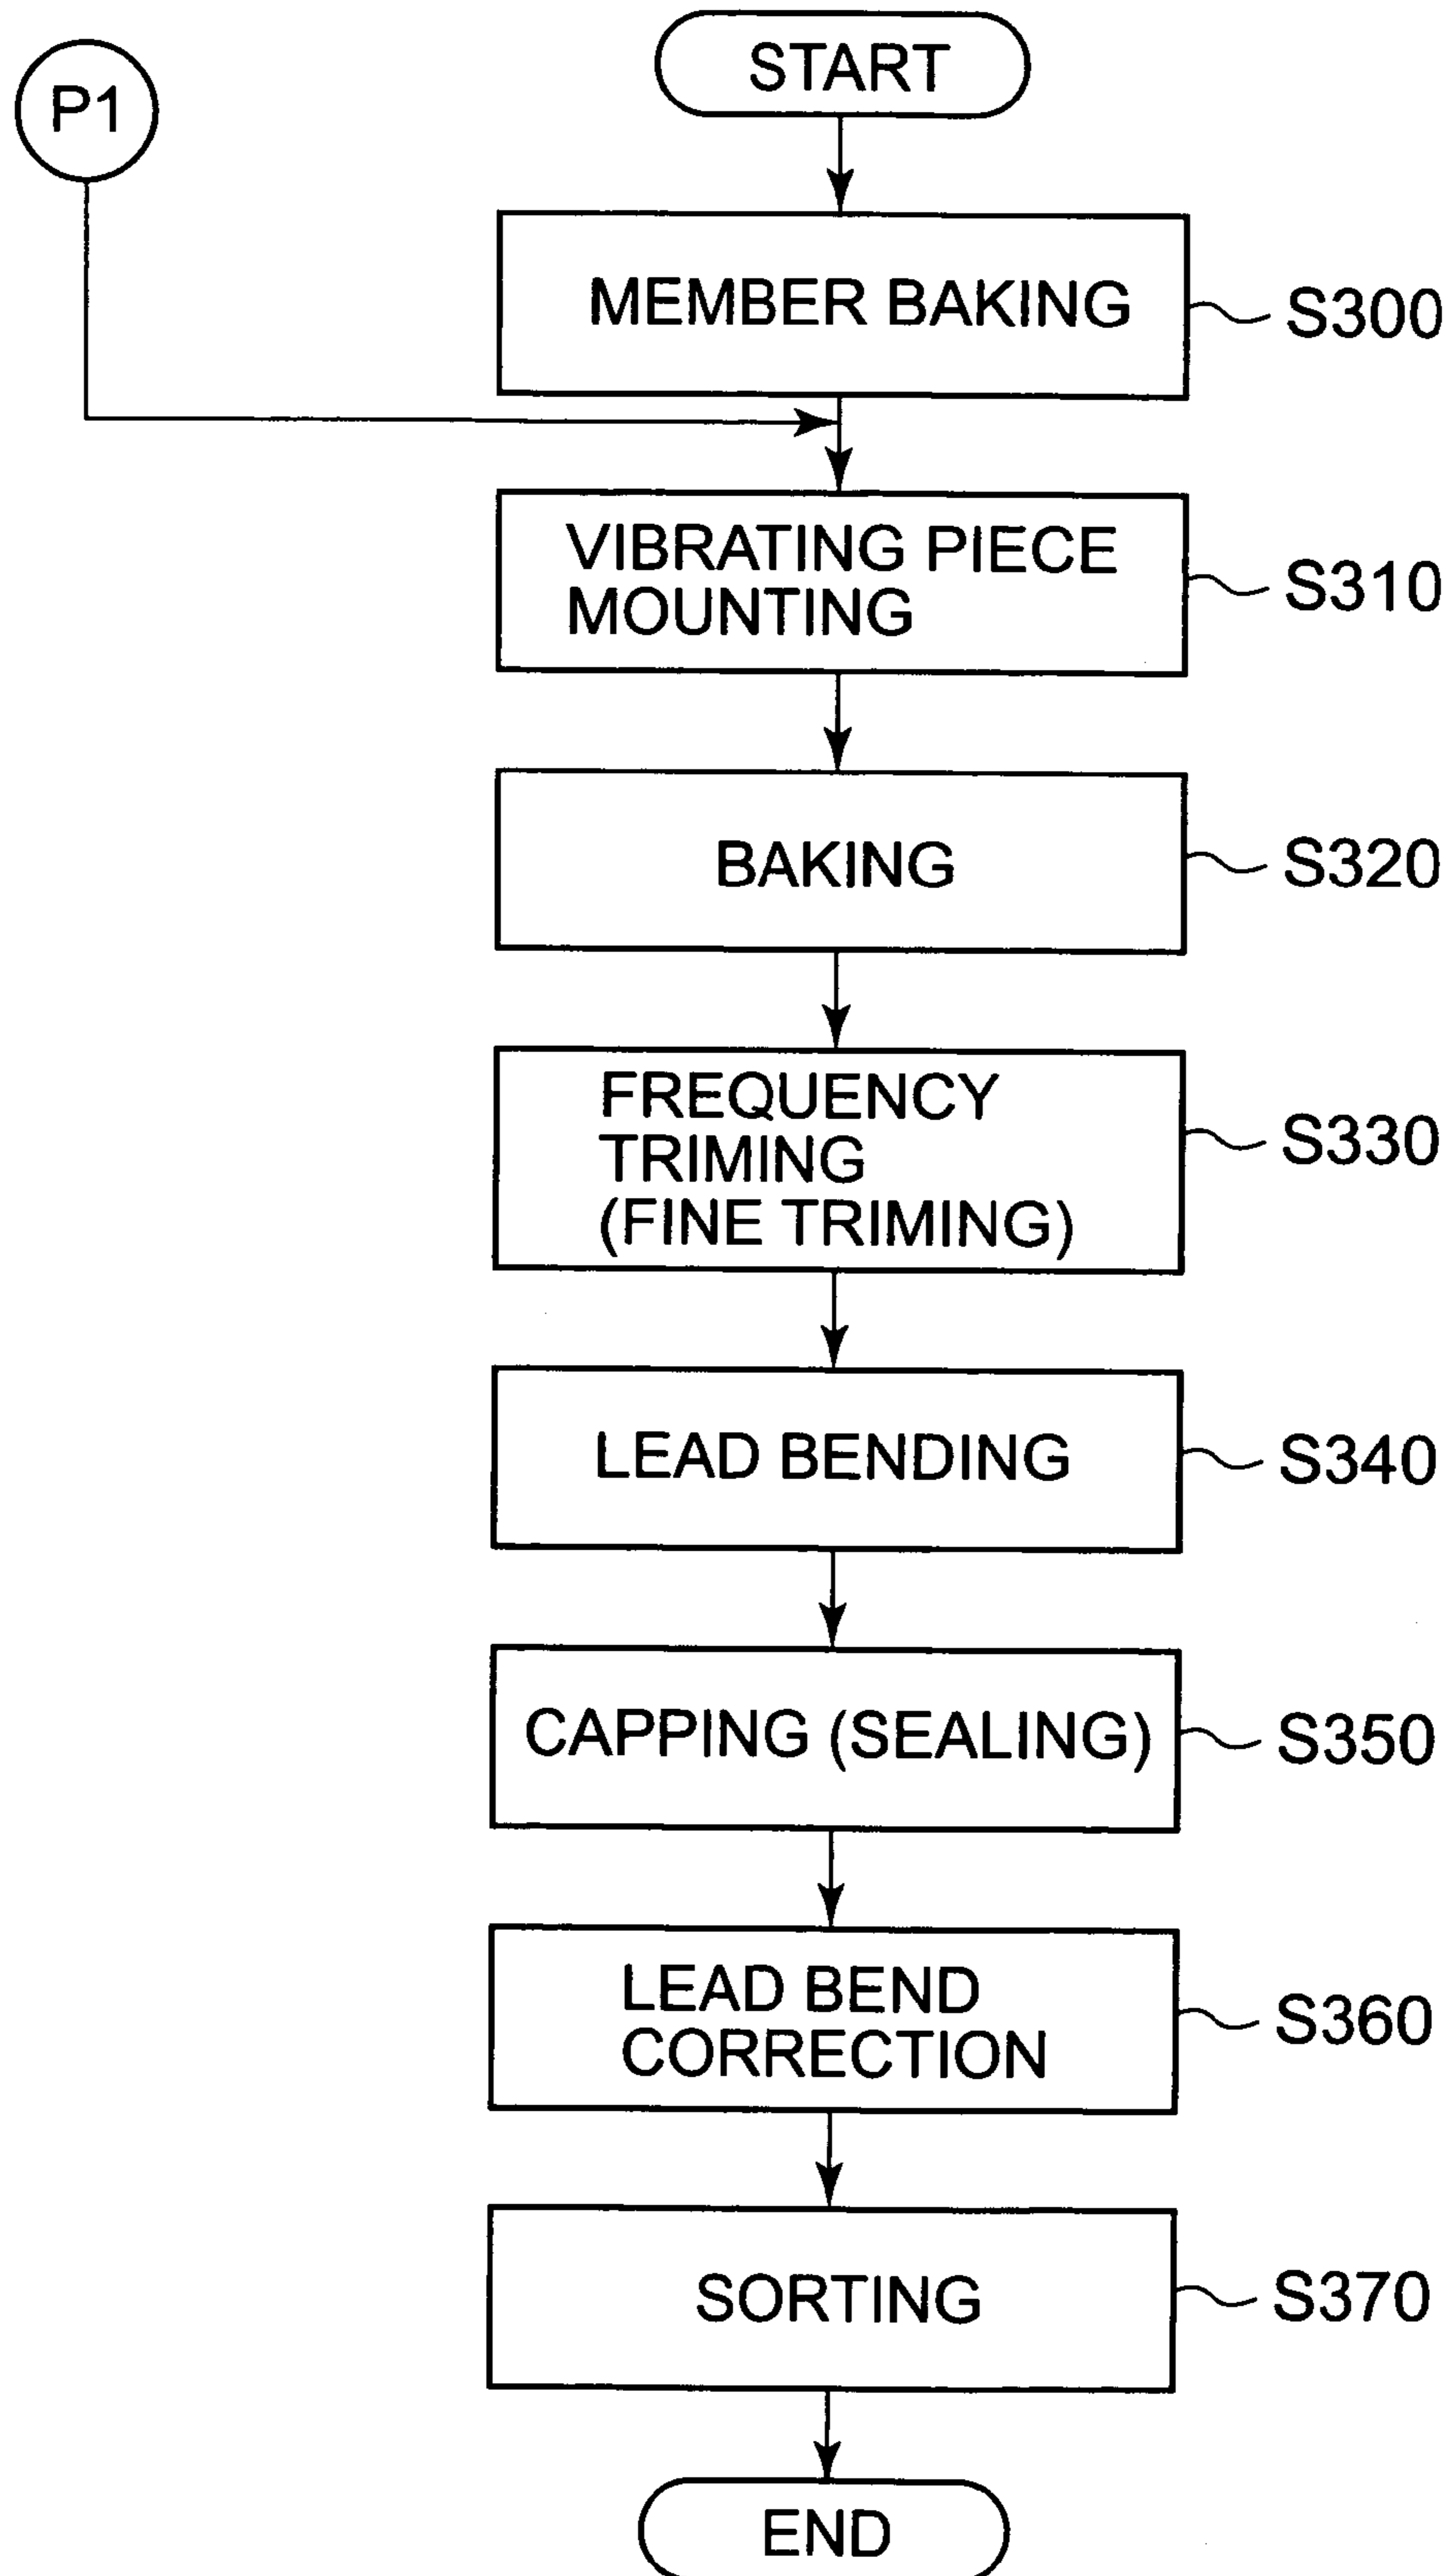 START
P1
MEMBER BAKING
S300
VIBRATING PIECE
MOUNTING
S310
BAKING
S320
FREQUENCY
TRIMING
(FINE TRIMING)
S330
LEAD BENDING
S340
CAPPING (SEALING)
S350
LEAD BEND
CORRECTION
S360
SORTING
S370
END